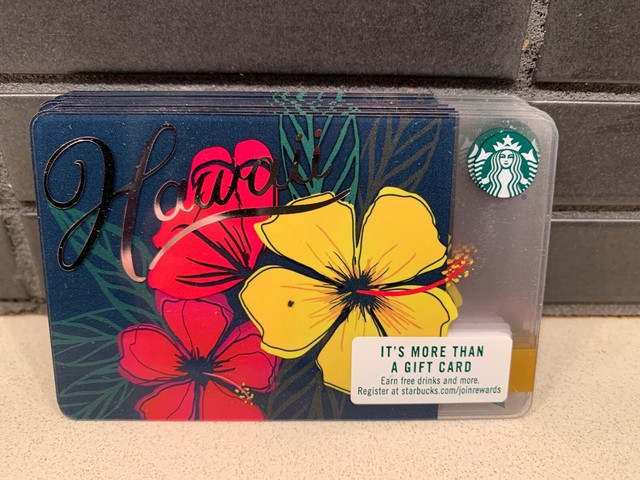 Hawaii
IT'S MORE THAN
A GIFT CARD
Earn free drinks and more.
Register at starbucks.com/joinrewards